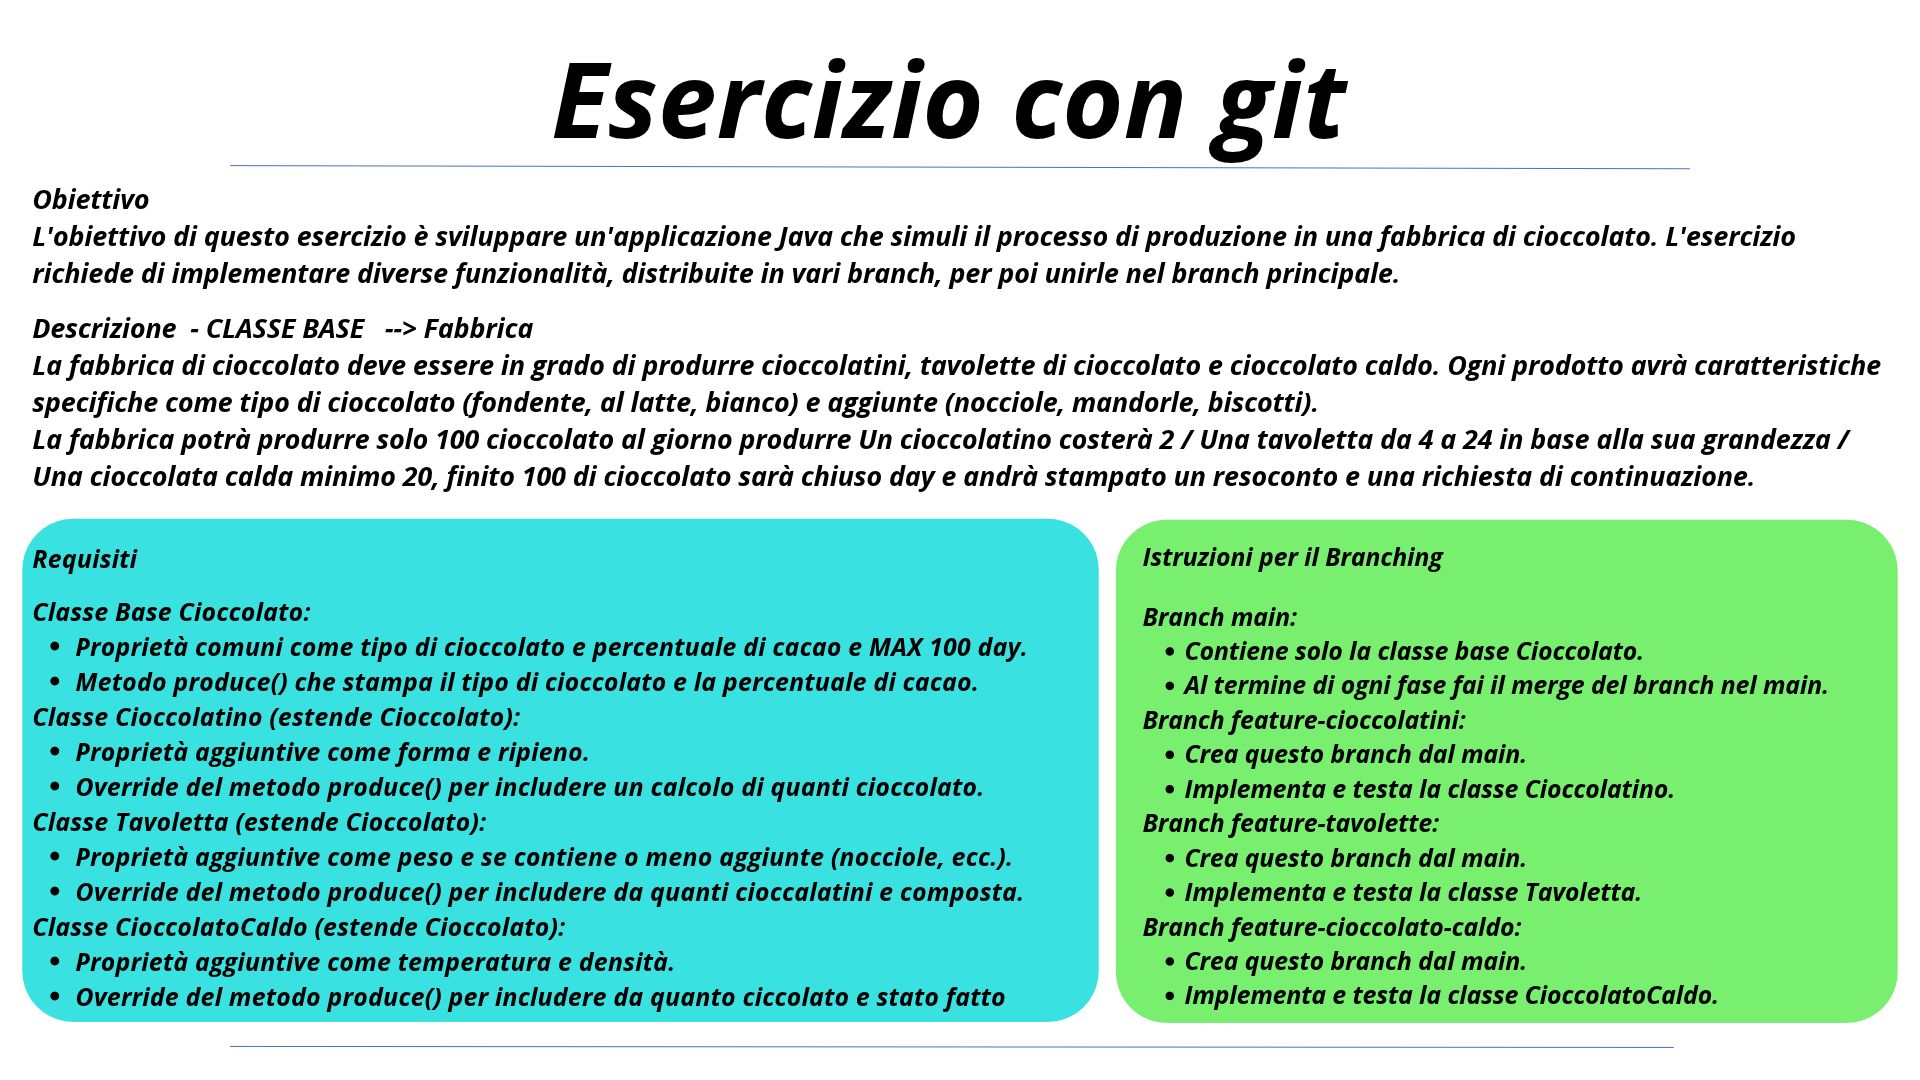 Esercizio con git
Obiettivo
L'obiettivo di questo esercizio è sviluppare un'applicazione Java che simuli il processo di produzione in una fabbrica di cioccolato. L'esercizio
richiede di implementare diverse funzionalità, distribuite in vari branch, per poi unirle nel branch principale.
Descrizione  - CLASSE BASE   --> Fabbrica
La fabbrica di cioccolato deve essere in grado di produrre cioccolatini, tavolette di cioccolato e cioccolato caldo. Ogni prodotto avrà caratteristiche
specifiche come tipo di cioccolato (fondente, al latte, bianco) e aggiunte (nocciole, mandorle, biscotti).
La fabbrica potrà produrre solo 100 cioccolato al giorno produrre Un cioccolatino costerà 2 / Una tavoletta da 4 a 24 in base alla sua grandezza /
Una cioccolata calda minimo 20, finito 100 di cioccolato sarà chiuso day e andrà stampato un resoconto e una richiesta di continuazione.
Requisiti
Classe Base Cioccolato:
• Proprietà comuni come tipo di cioccolato e percentuale di cacao e MAX 100 day.
• Metodo produce() che stampa il tipo di cioccolato e la percentuale di cacao.
Classe Cioccolatino (estende Cioccolato):
• Proprietà aggiuntive come forma e ripieno.
• Override del metodo produce() per includere un calcolo di quanti cioccolato.
Classe Tavoletta (estende Cioccolato):
• Proprietà aggiuntive come peso e se contiene o meno aggiunte (nocciole, ecc.).
• Override del metodo produce() per includere da quanti cioccalatini e composta.
Classe CioccolatoCaldo (estende Cioccolato):
• Proprietà aggiuntive come temperatura e densità.
• Override del metodo produce() per includere da quanto ciccolato e stato fatto
Istruzioni per il Branching
Branch main:
• Contiene solo la classe base Cioccolato.
• Al termine di ogni fase fai il merge del branch nel main.
Branch feature-cioccolatini:
• Crea questo branch dal main.
• Implementa e testa la classe Cioccolatino.
Branch feature-tavolette:
• Crea questo branch dal main.
• Implementa e testa la classe Tavoletta.
Branch feature-cioccolato-caldo:
• Crea questo branch dal main.
• Implementa e testa la classe CioccolatoCaldo.